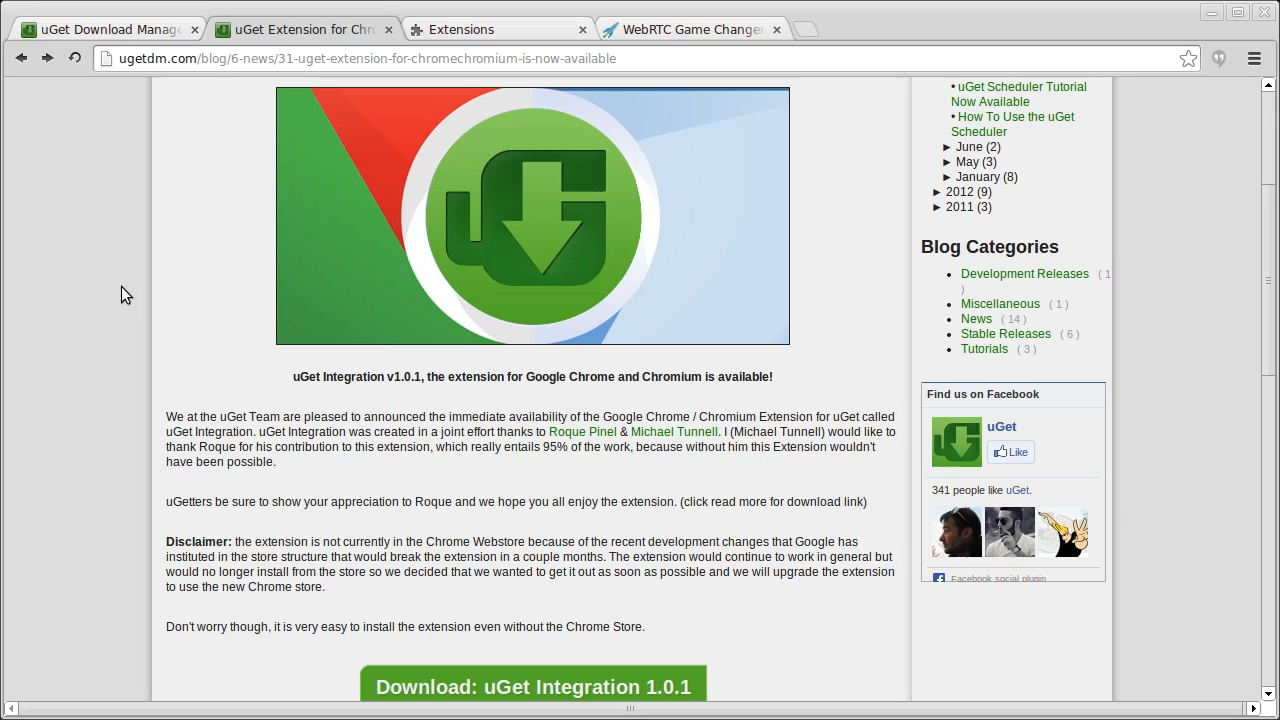 uGet Download Manage
uGet Extension for Chro
Extensions
WebRTC Game Changer
ugetdm.com/blog/6-news/31-uget-extension-for-chromechromium-is-now-available
uGet Integration v1.0.1, the extension for Google Chrome and Chromium is available!
We at the uGet Team are pleased to announced the immediate availability of the Google Chrome / Chromium Extension for uGet called
uGet Integration. uGet Integration was created in a joint effort thanks to Roque Pinel & Michael Tunnell. I (Michael Tunnell) would like to
thank Roque for his contribution to this extension, which really entails 95% of the work, because without him this Extension wouldn't
have been possible.
uGetters be sure to show your appreciation to Roque and we hope you all enjoy the extension. (click read more for download link)
Disclaimer: the extension is not currently in the Chrome Webstore because of the recent development changes that Google has
instituted in the store structure that would break the extension in a couple months. The extension would continue to work in general but
would no longer install from the store so we decided that we wanted to get it out as soon as possible and we will upgrade the extension
to use the new Chrome store.
Don't worry though, it is very easy to install the extension even without the Chrome Store.
Download: uGet Integration 1.0.1
• uGet Scheduler Tutorial
Now Available
• How To Use the uGet
Scheduler
► June (2)
► May (3)
► January (8)
► 2012 (9)
► 2011 (3)
Blog Categories
• Development Releases ( 1
)
• Miscellaneous ( 1 )
• News ( 14 )
• Stable Releases ( 6 )
• Tutorials ( 3 )
Find us on Facebook
uGet
Like
341 people like uGet.
Facebook social plugin